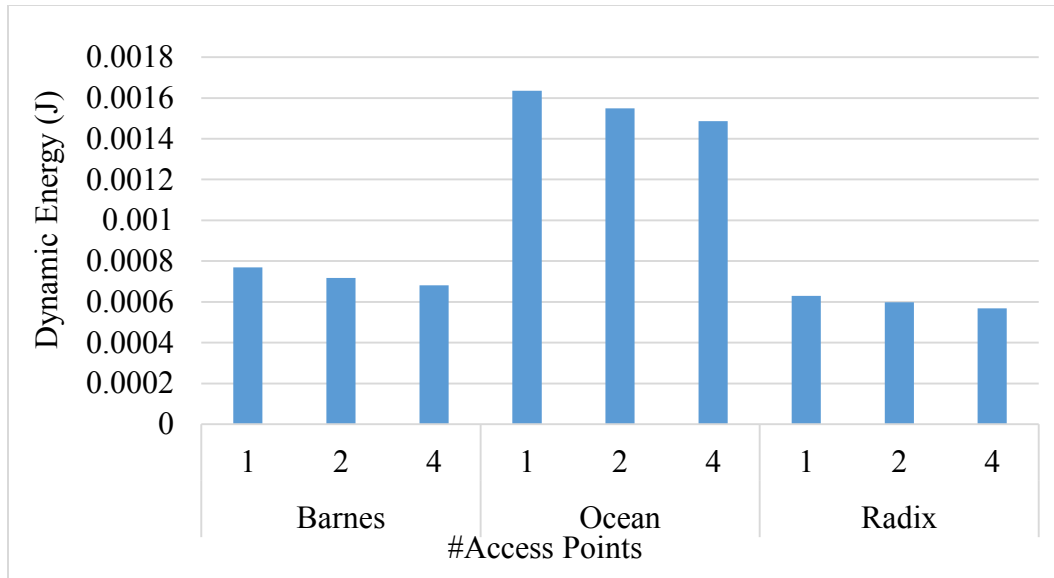 Dynamic Energy (J)
0.0018
0.0016
0.0014
0.0012
0.001
0.0008
0.0006
0.0004
0.0002
0
1 2 4 1 2 4 1 2 4
Barnes Ocean Radix
#Access Points